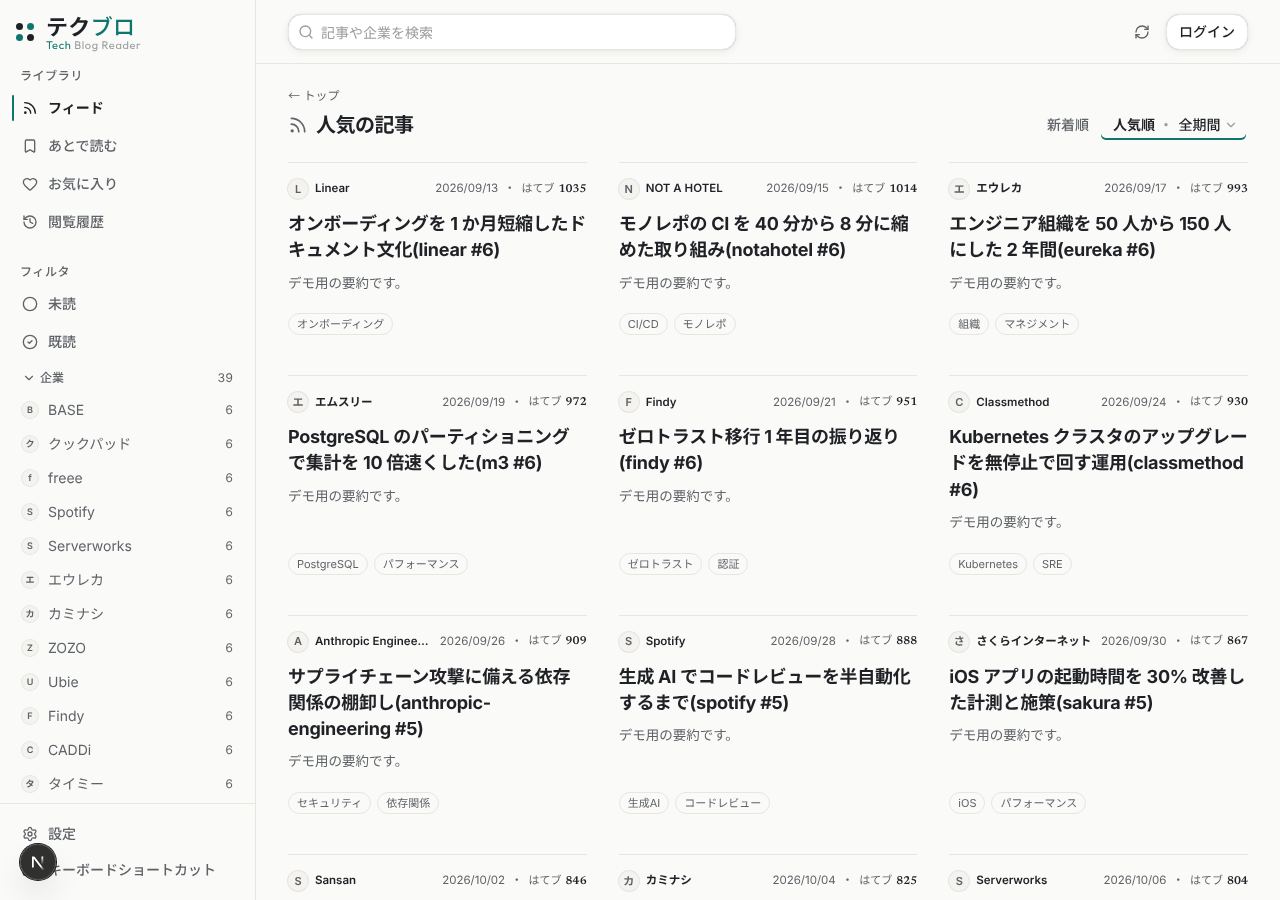 テクブロ
Tech Blog Reader
ライブラリ
フィード
あとで読む
お気に入り
閲覧履歴
フィルタ
未読
既読
企業 39
B BASE 6
ク クックパッド 6
f freee 6
S Spotify 6
S Serverworks 6
エ エウレカ 6
カ カミナシ 6
Z ZOZO 6
U Ubie 6
F Findy 6
C CADDi 6
タ タイミー 6
設定
N
キーボードショートカット
記事や企業を検索
ログイン
← トップ
人気の記事
新着順 人気順 • 全期間
L Linear 2026/09/13 • はてブ 1035
オンボーディングを 1 か月短縮したド
キュメント文化(linear #6)
デモ用の要約です。
オンボーディング
N NOT A HOTEL 2026/09/15 • はてブ 1014
モノレポの CI を 40 分から 8 分に縮
めた取り組み(notahotel #6)
デモ用の要約です。
CI/CD モノレポ
エ エウレカ 2026/09/17 • はてブ 993
エンジニア組織を 50 人から 150 人
にした 2 年間(eureka #6)
デモ用の要約です。
組織 マネジメント
エ エムスリー 2026/09/19 • はてブ 972
PostgreSQL のパーティショニング
で集計を 10 倍速くした(m3 #6)
デモ用の要約です。
PostgreSQL パフォーマンス
F Findy 2026/09/21 • はてブ 951
ゼロトラスト移行 1 年目の振り返り
(findy #6)
デモ用の要約です。
ゼロトラスト 認証
C Classmethod 2026/09/24 • はてブ 930
Kubernetes クラスタのアップグレー
ドを無停止で回す運用(classmethod
#6)
デモ用の要約です。
Kubernetes SRE
A Anthropic Enginee... 2026/09/26 • はてブ 909
サプライチェーン攻撃に備える依存
関係の棚卸し(anthropic-
engineering #5)
デモ用の要約です。
セキュリティ 依存関係
S Spotify 2026/09/28 • はてブ 888
生成 AI でコードレビューを半自動化
するまで(spotify #5)
デモ用の要約です。
生成AI コードレビュー
さ さくらインターネット 2026/09/30 • はてブ 867
iOS アプリの起動時間を 30% 改善し
た計測と施策(sakura #5)
デモ用の要約です。
iOS パフォーマンス
S Sansan 2026/10/02 • はてブ 846
カ カミナシ 2026/10/04 • はてブ 825
S Serverworks 2026/10/06 • はてブ 804